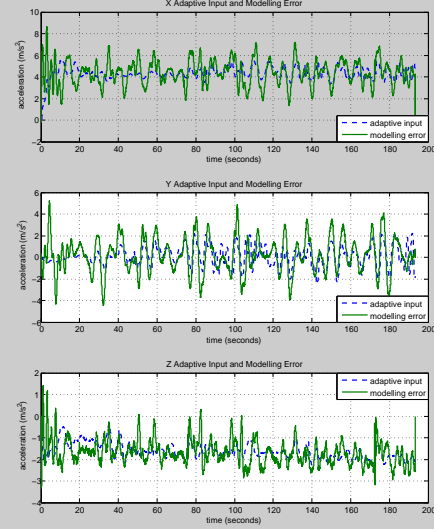 X Adaptive Input and Modelling Error
acceleration (m/s²)
10
8
6
4
2
0
−2
0 20 40 60 80 100 120 140 160 180 200
time (seconds)
adaptive input
modelling error
Y Adaptive Input and Modelling Error
acceleration (m/s²)
6
4
2
0
−2
−4
−6
0 20 40 60 80 100 120 140 160 180 200
time (seconds)
adaptive input
modelling error
Z Adaptive Input and Modelling Error
acceleration (m/s²)
2
1
0
−1
−2
−3
−4
0 20 40 60 80 100 120 140 160 180 200
time (seconds)
adaptive input
modelling error